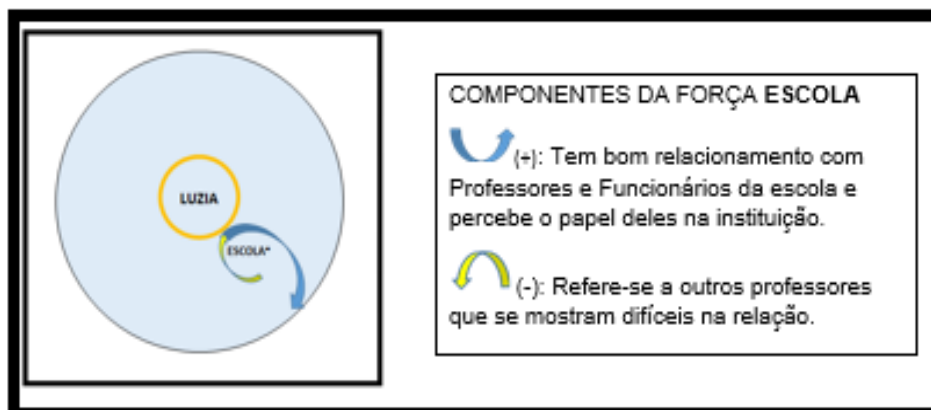 LUZIA
ESCOLA*
COMPONENTES DA FORÇA ESCOLA
(+): Tem bom relacionamento com
Professores e Funcionários da escola e
percebe o papel deles na instituição.
(-): Refere-se a outros professores
que se mostram difíceis na relação.